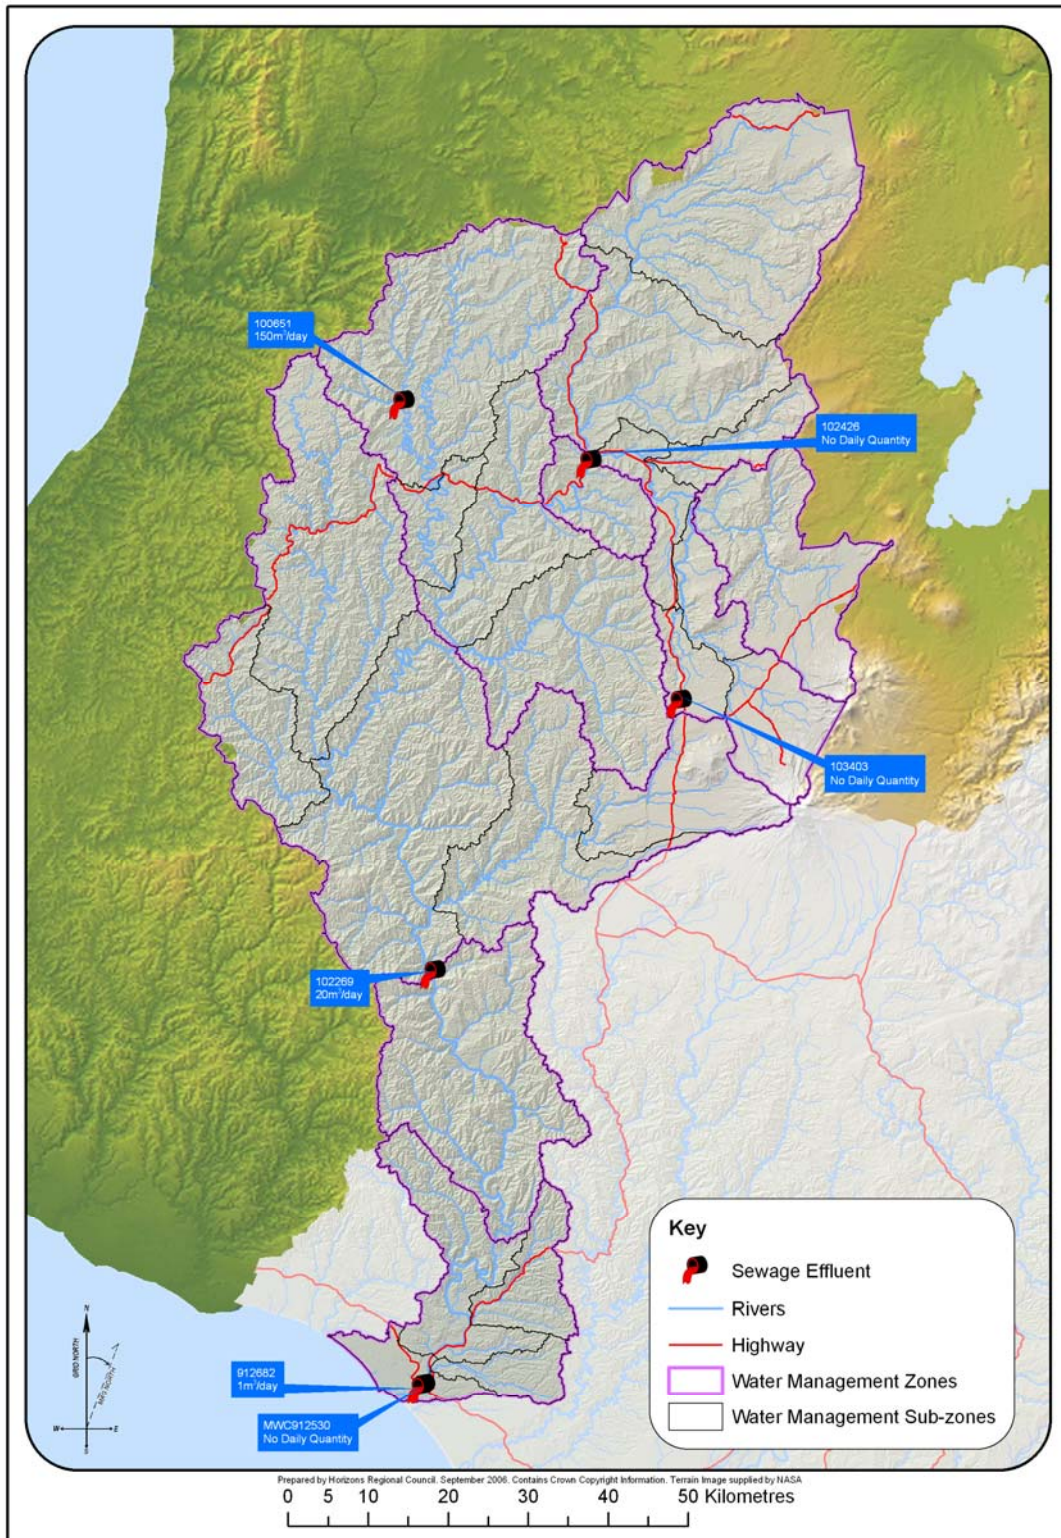 100651
150m³/day
102426
No Daily Quantity
103403
No Daily Quantity
102269
20m³/day
912682
1m³/day
MWC912530
No Daily Quantity
Key
Sewage Effluent
Rivers
Highway
Water Management Zones
Water Management Sub-zones
N
GRID NORTH
W
E
S
Prepared by Horizons Regional Council. September 2006. Contains Crown Copyright Information. Terrain Image supplied by NASA
0 5 10 20 30 40 50 Kilometres